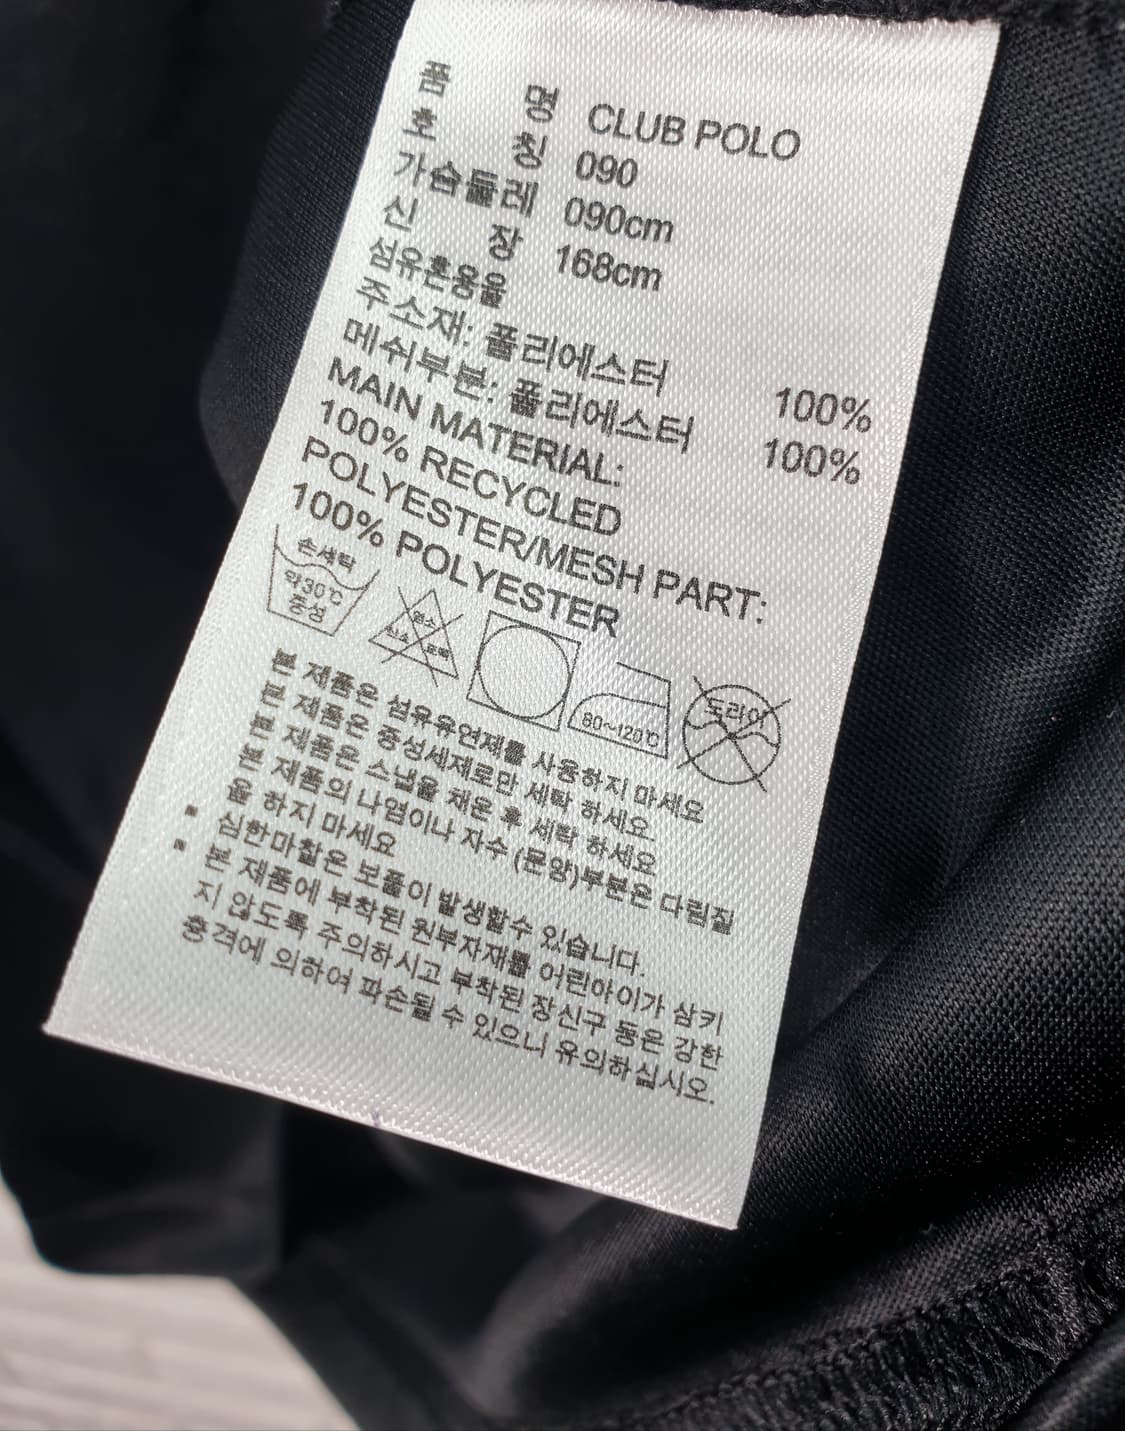 품 명 CLUB POLO
호 칭 090
가슴둘레 090cm
신 장 168cm
섬유혼용율
주소재: 폴리에스터 100%
메쉬부분: 폴리에스터 100%
MAIN MATERIAL:
100% RECYCLED
POLYESTER/MESH PART:
100% POLYESTER
손세탁
약30℃
중성
염소
산소 표백
80~120℃
드라이
본 제품은 섬유유연제를 사용하지 마세요
본 제품은 중성세제로만 세탁 하세요.
본 제품은 스냅을 채운 후 세탁 하세요
본 제품의 나염이나 자수(문양)부분은 다림질
을 하지 마세요
▪ 심한마찰은 보풀이 발생할수 있습니다.
▪ 본 제품에 부착된 원부자재를 어린아이가 삼키
지 않도록 주의하시고 부착된 장신구 등은 강한
충격에 의하여 파손될 수 있으니 유의하십시오.